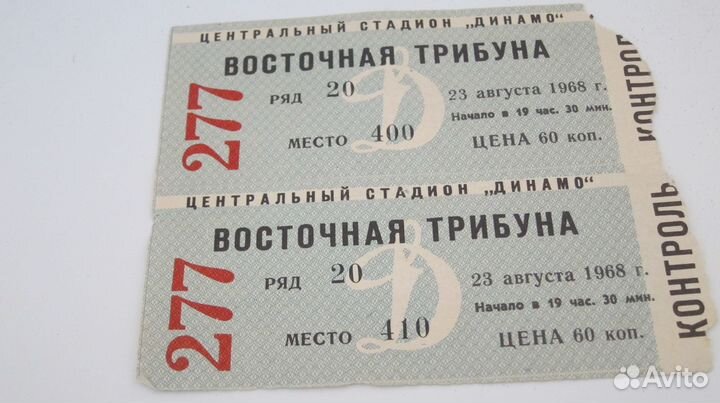 ЦЕНТРАЛЬНЫЙ СТАДИОН „ДИНАМО“
ВОСТОЧНАЯ ТРИБУНА
277
РЯД 20
МЕСТО 400
23 августа 1968 г.
Начало в 19 час. 30 мин.
ЦЕНА 60 коп.
КОНТРОЛ
ЦЕНТРАЛЬНЫЙ СТАДИОН „ДИНАМО“
ВОСТОЧНАЯ ТРИБУНА
277
РЯД 20
МЕСТО 410
23 августа 1968 г.
Начало в 19 час. 30 мин.
ЦЕНА 60 коп.
КОНТРОЛЬ
Д
Д
Avito